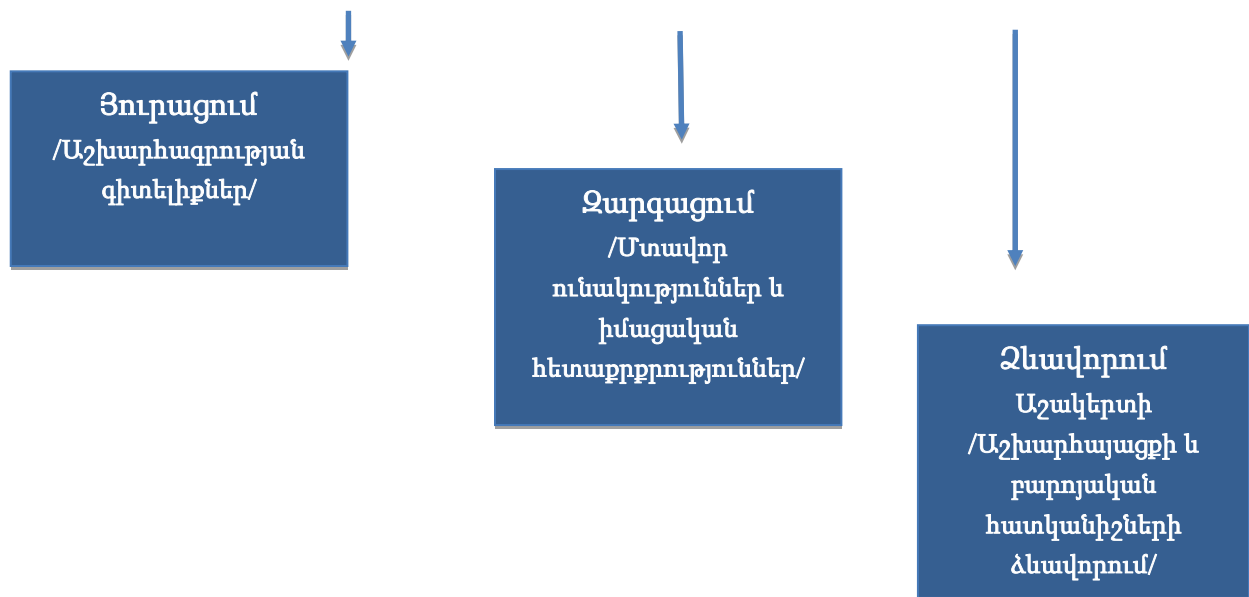 Յուրացում
/Աշխարհագրության
գիտելիքներ/
Զարգացում
/Մտավոր
ունակություններ և
իմացական
հետաքրքրություններ/
Ձևավորում
Աշակերտի
/Աշխարհայացքի և
բարոյական
հատկանիշների
ձևավորում/